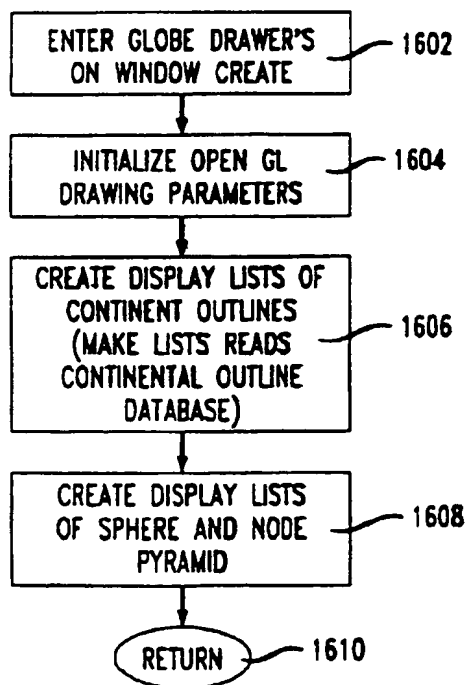 ENTER GLOBE DRAWER'S
ON WINDOW CREATE
1602
INITIALIZE OPEN GL
DRAWING PARAMETERS
1604
CREATE DISPLAY LISTS OF
CONTINENT OUTLINES
(MAKE LISTS READS
CONTINENTAL OUTLINE
DATABASE)
1606
CREATE DISPLAY LISTS
OF SPHERE AND NODE
PYRAMID
1608
RETURN
1610